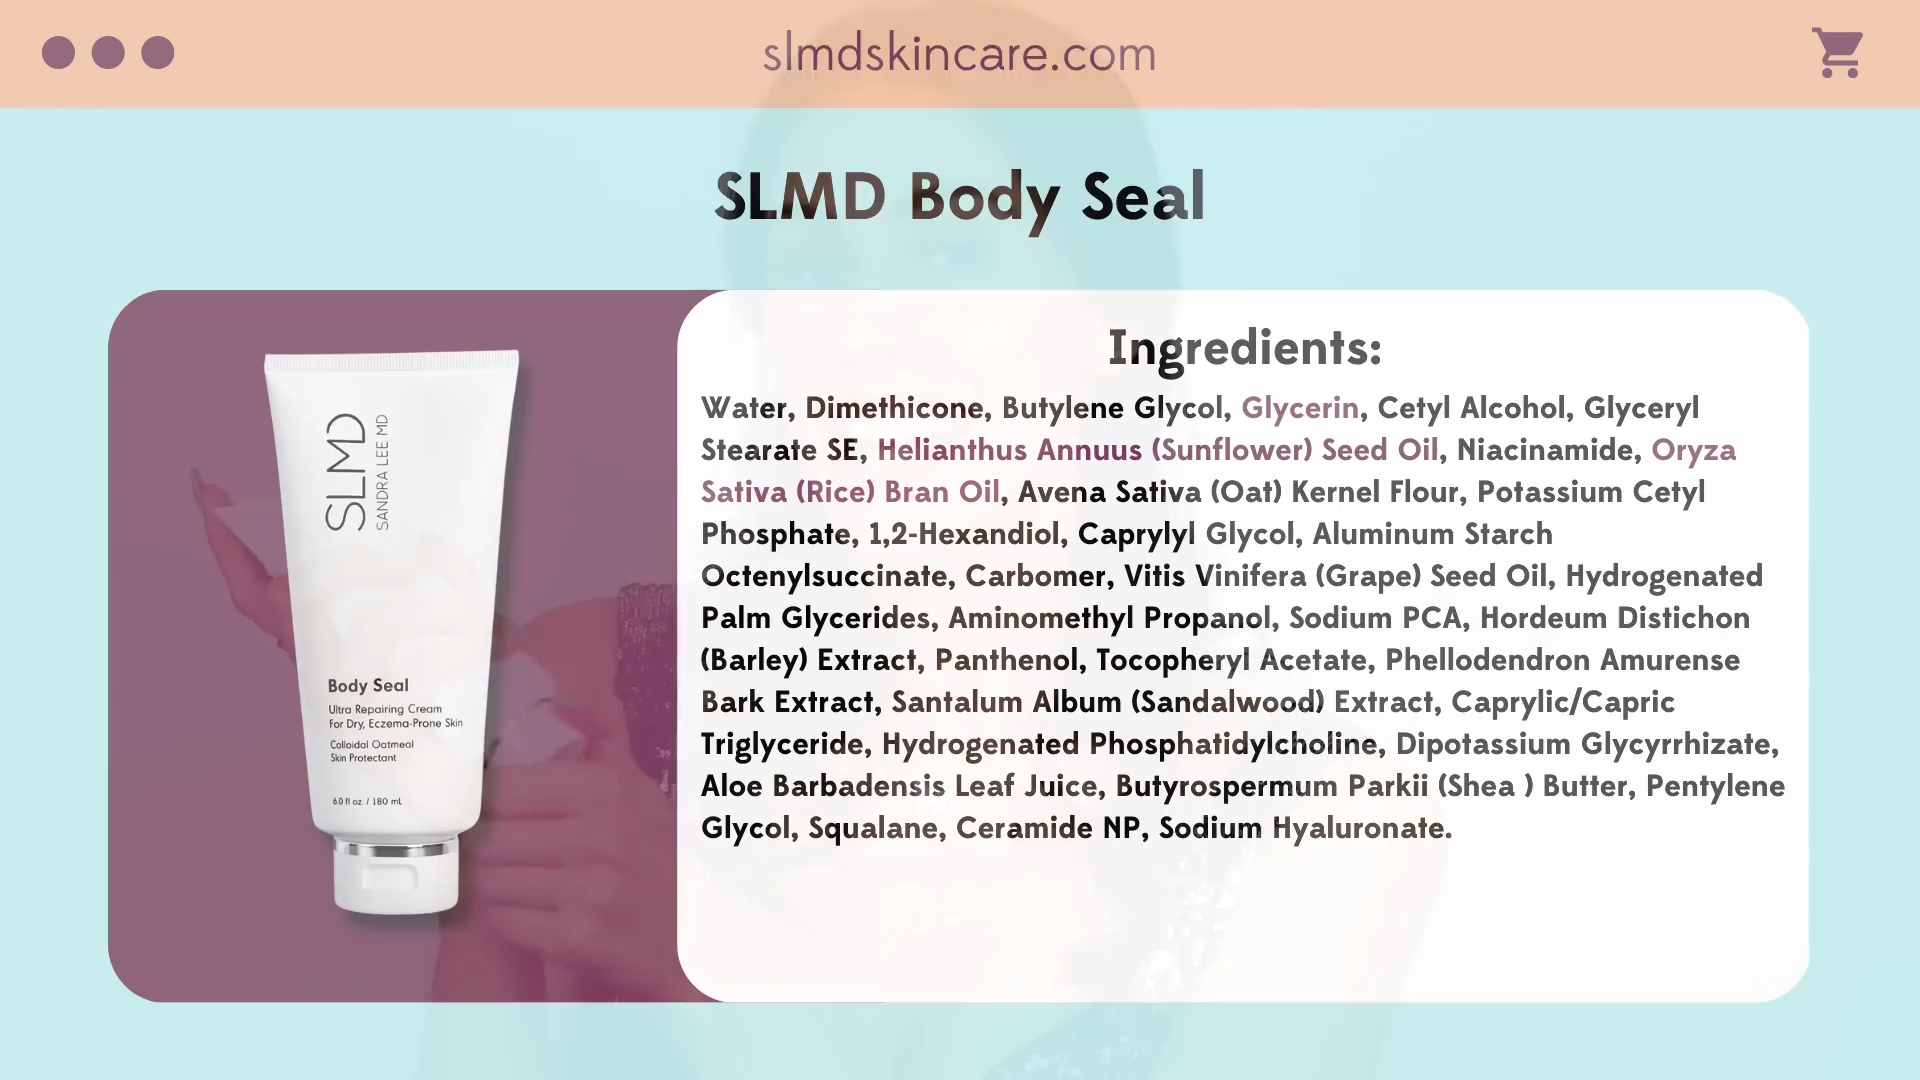 slmdskincare.com
SLMD Body Seal
SLMD
SANDRA LEE MD
Body Seal
Ultra Repairing Cream
For Dry, Eczema-Prone Skin
Colloidal Oatmeal
Skin Protectant
6.0 fl oz. / 180 mL
Ingredients:
Water, Dimethicone, Butylene Glycol, Glycerin, Cetyl Alcohol, Glyceryl
Stearate SE, Helianthus Annuus (Sunflower) Seed Oil, Niacinamide, Oryza
Sativa (Rice) Bran Oil, Avena Sativa (Oat) Kernel Flour, Potassium Cetyl
Phosphate, 1,2-Hexandiol, Caprylyl Glycol, Aluminum Starch
Octenylsuccinate, Carbomer, Vitis Vinifera (Grape) Seed Oil, Hydrogenated
Palm Glycerides, Aminomethyl Propanol, Sodium PCA, Hordeum Distichon
(Barley) Extract, Panthenol, Tocopheryl Acetate, Phellodendron Amurense
Bark Extract, Santalum Album (Sandalwood) Extract, Caprylic/Capric
Triglyceride, Hydrogenated Phosphatidylcholine, Dipotassium Glycyrrhizate,
Aloe Barbadensis Leaf Juice, Butyrospermum Parkii (Shea ) Butter, Pentylene
Glycol, Squalane, Ceramide NP, Sodium Hyaluronate.